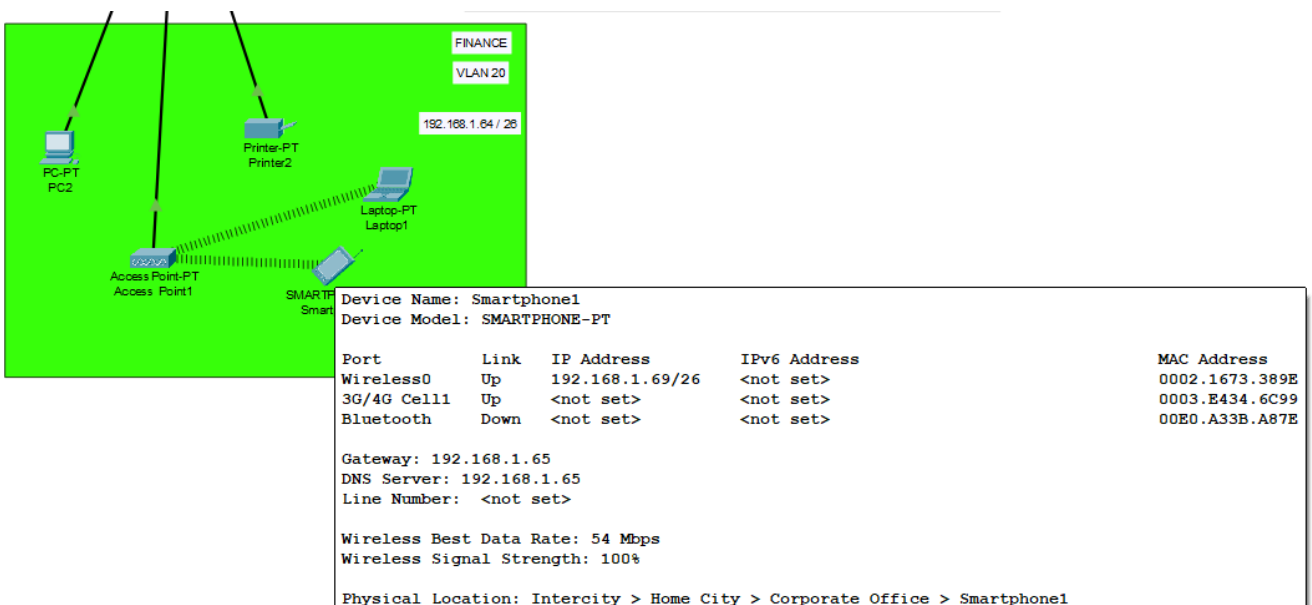 FINANCE
VLAN 20
192.168.1.64 / 26
Printer-PT
Printer2
PC-PT
PC2
Laptop-PT
Laptop1
Access Point-PT
Access Point1
SMARTP
Smart
Device Name: Smartphone1
Device Model: SMARTPHONE-PT
Port Link IP Address IPv6 Address MAC Address
Wireless0 Up 192.168.1.69/26 <not set> 0002.1673.389E
3G/4G Cell1 Up <not set> <not set> 0003.E434.6C99
Bluetooth Down <not set> <not set> 00E0.A33B.A87E
Gateway: 192.168.1.65
DNS Server: 192.168.1.65
Line Number: <not set>
Wireless Best Data Rate: 54 Mbps
Wireless Signal Strength: 100%
Physical Location: Intercity > Home City > Corporate Office > Smartphone1